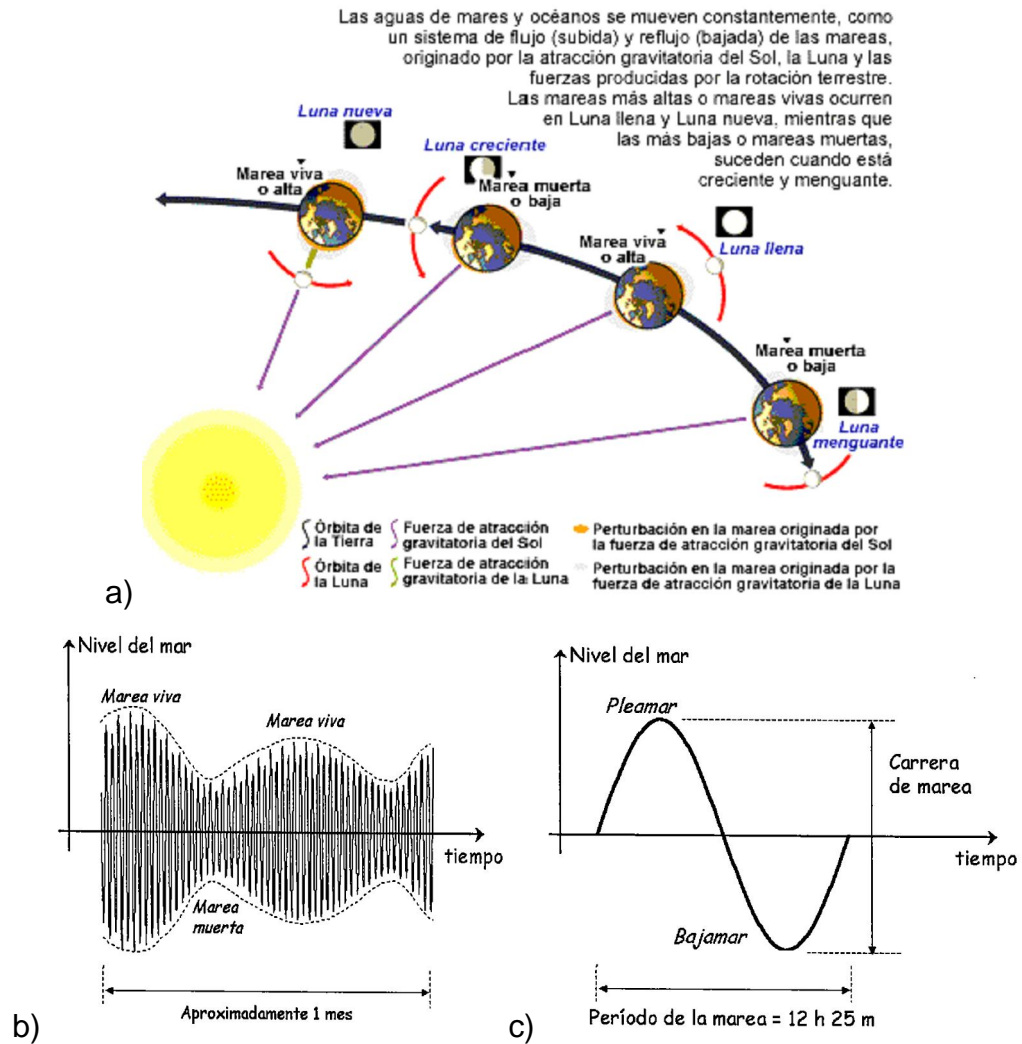 Las aguas de mares y océanos se mueven constantemente, como
un sistema de flujo (subida) y reflujo (bajada) de las mareas,
originado por la atracción gravitatoria del Sol, la Luna y las
fuerzas producidas por la rotación terrestre.
Las mareas más altas o mareas vivas ocurren
en Luna llena y Luna nueva, mientras que
las más bajas o mareas muertas,
suceden cuando está
creciente y menguante.
Luna nueva
Marea viva
o alta
Luna creciente
Marea muerta
o baja
Marea viva
o alta
Luna llena
Marea muerta
o baja
Luna
menguante
Órbita de
la Tierra
Fuerza de atracción
gravitatoria del Sol
Perturbación en la marea originada por
la fuerza de atracción gravitatoria del Sol
Órbita de
la Luna
Fuerza de atracción
gravitatoria de la Luna
Perturbación en la marea originada por la
fuerza de atracción gravitatoria de la Luna
a)
Nivel del mar
Marea viva
Marea viva
tiempo
Marea
muerta
Aproximadamente 1 mes
b)
Nivel del mar
Pleamar
Carrera
de marea
tiempo
Bajamar
Período de la marea = 12 h 25 m
c)